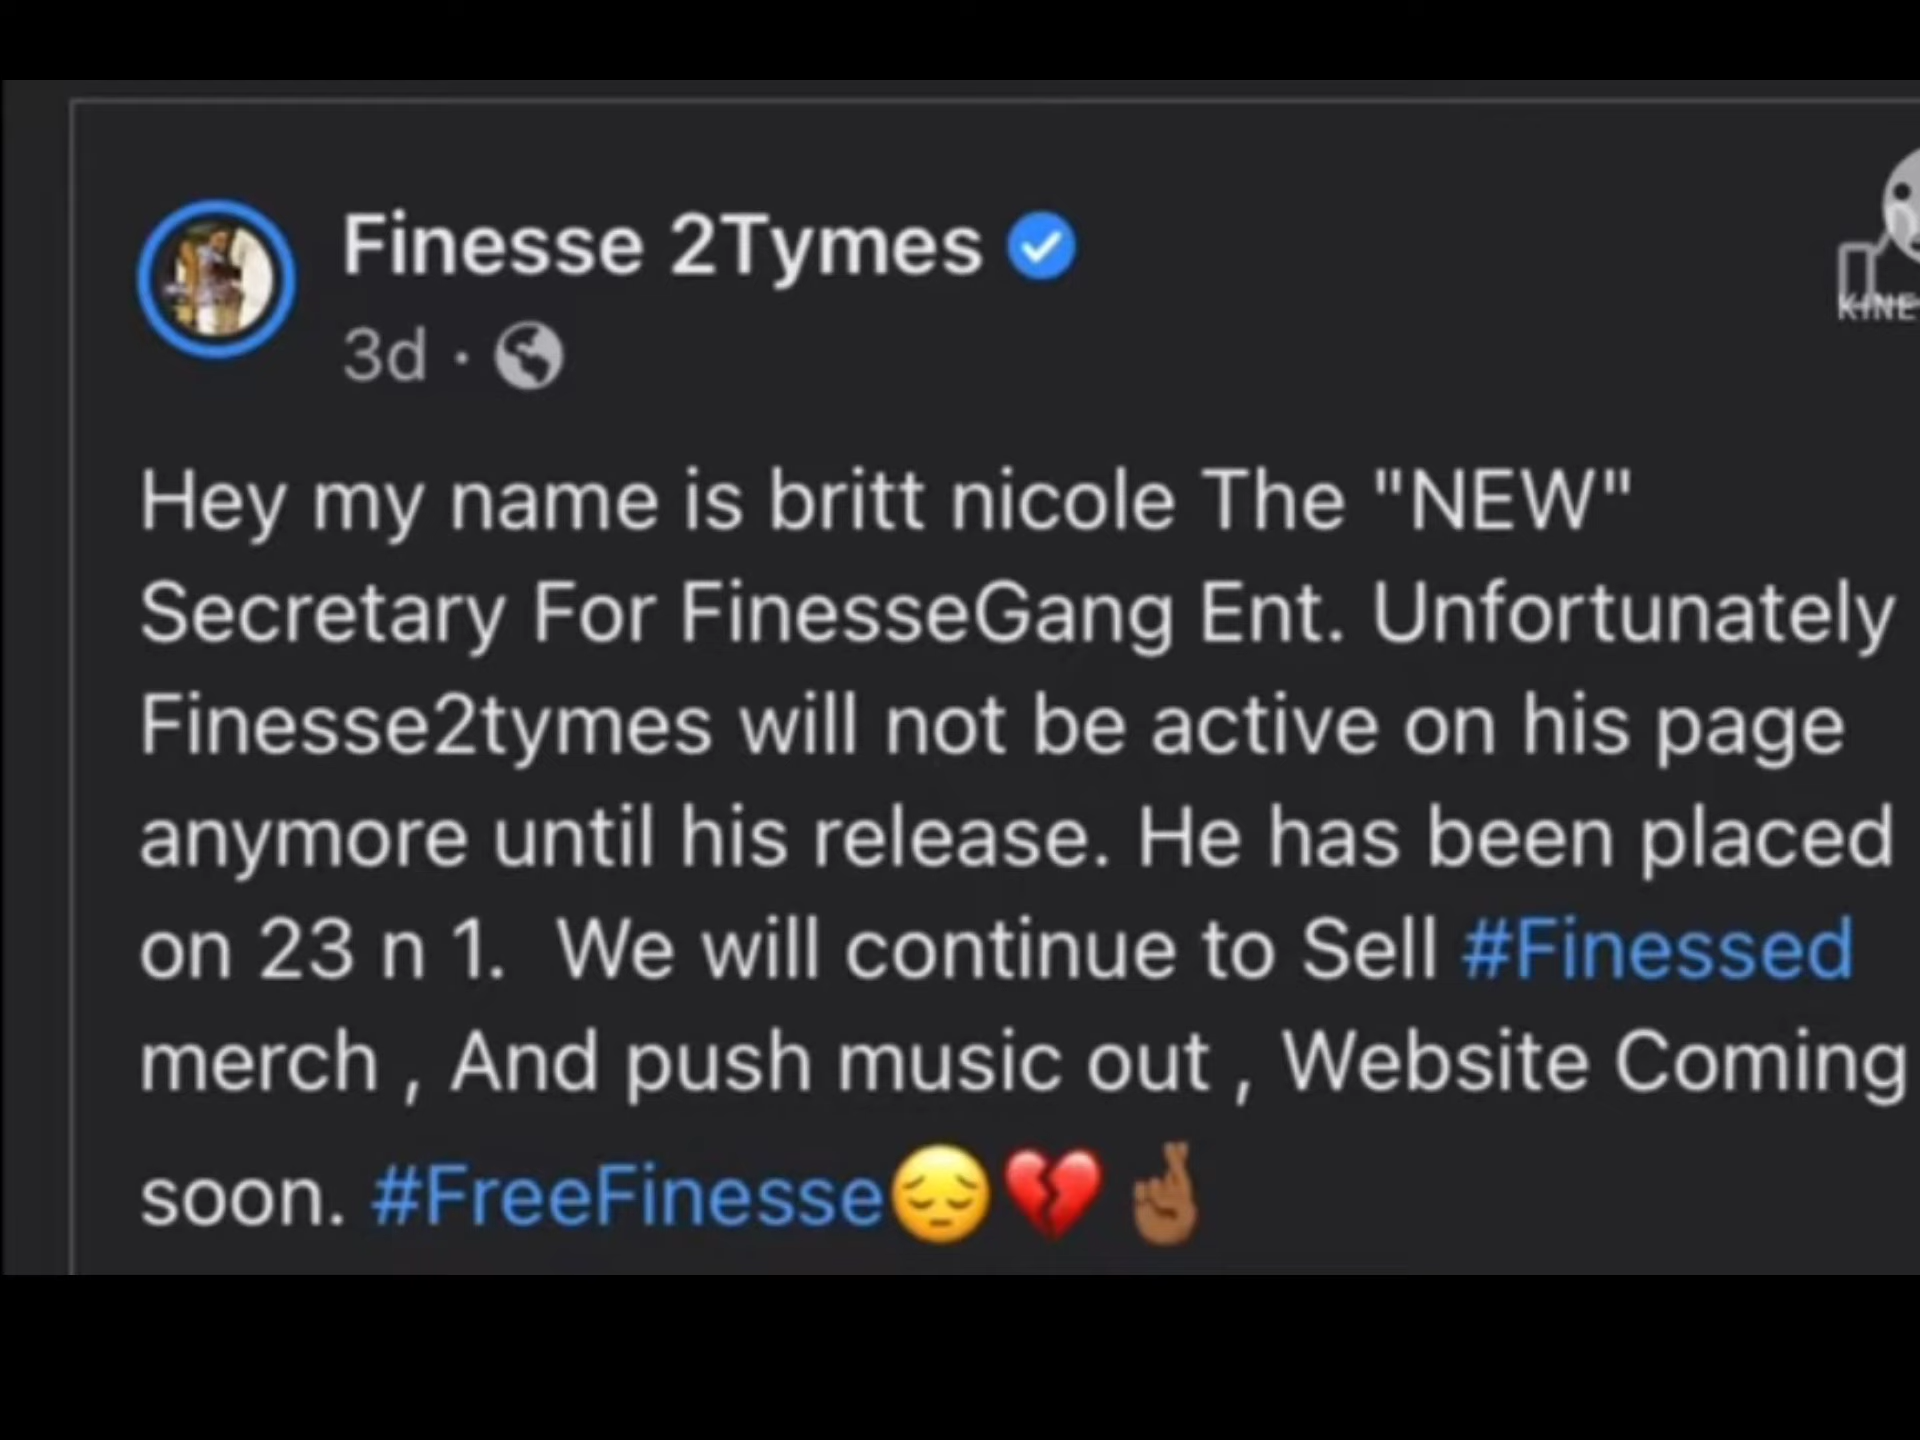 Finesse 2Tymes
3d ·
Hey my name is britt nicole The "NEW"
Secretary For FinesseGang Ent. Unfortunately
Finesse2tymes will not be active on his page
anymore until his release. He has been placed
on 23 n 1.  We will continue to Sell #Finessed
merch , And push music out , Website Coming
soon. #FreeFinesse😔💔🤞🏾
KINE